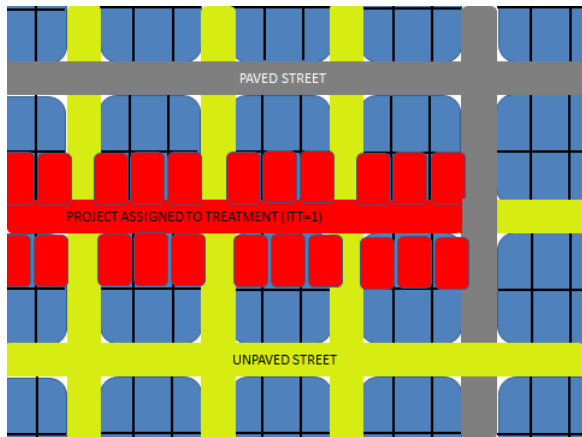 PAVED STREET
PROJECT ASSIGNED TO TREATMENT (ITT=1)
UNPAVED STREET